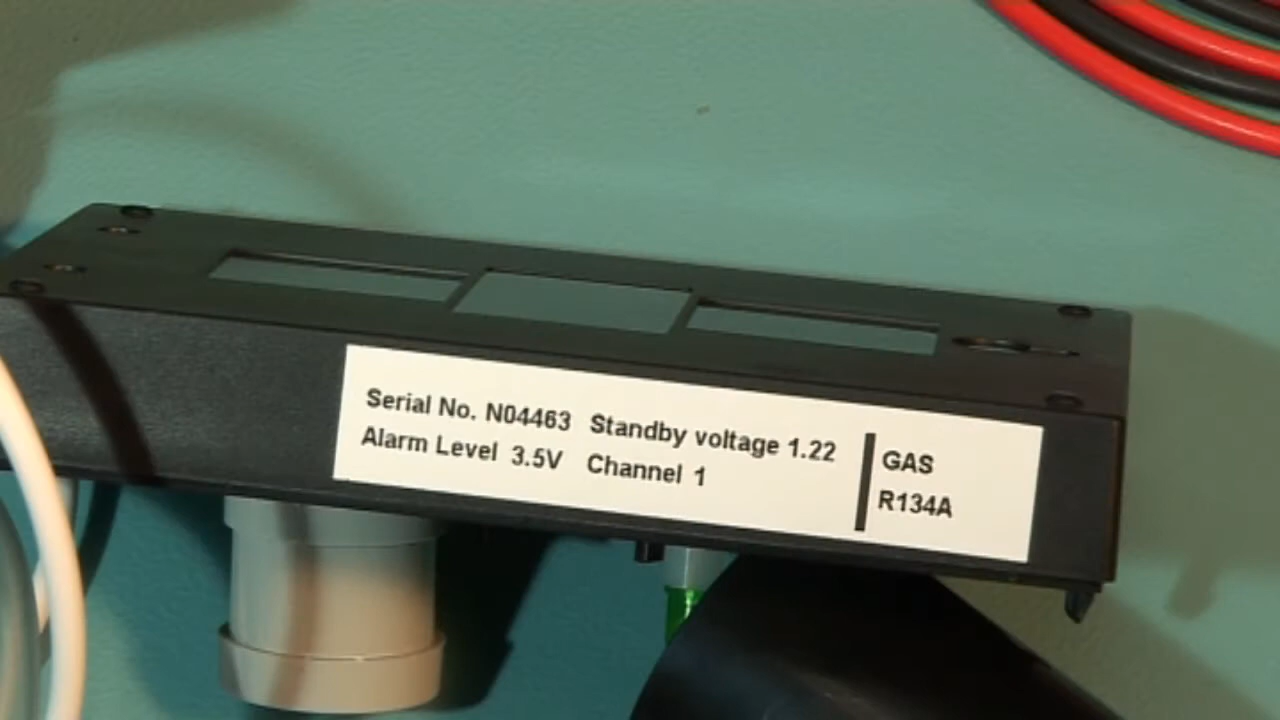 Serial No. N04463 Standby voltage 1.22
Alarm Level 3.5V Channel 1
GAS
R134A